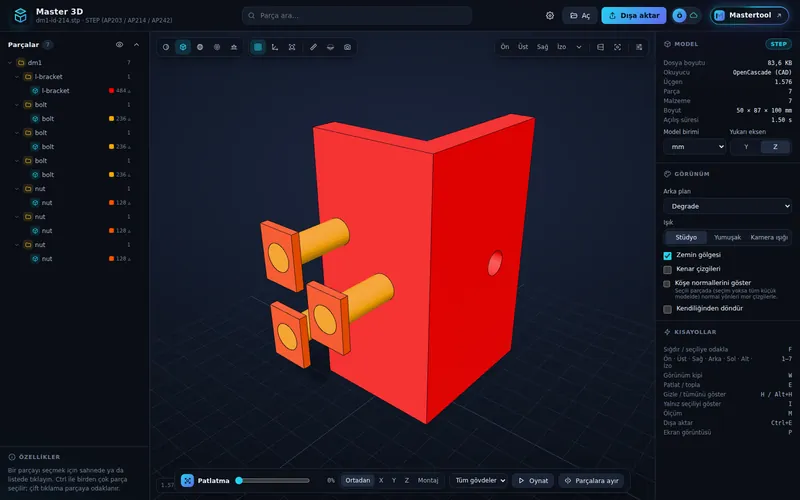 Master 3D
dm1-id-214.stp · STEP (AP203 / AP214 / AP242)
Parça ara...
Aç
Dışa aktar
Ö
Mastertool
Parçalar 7
dm1 7
l-bracket 1
l-bracket 484
bolt 1
bolt 236
bolt 1
bolt 236
bolt 1
bolt 236
nut 1
nut 128
nut 1
nut 128
nut 1
nut 128
ÖZELLİKLER
Bir parçayı seçmek için sahnede ya da
listede tıklayın. Ctrl ile birden çok parça
seçilir; çift tıklama parçaya odaklanır.
Ön Üst Sağ İzo
Patlatma 0% Ortadan X Y Z Montaj Tüm gövdeler Oynat Parçalara ayır
MODEL STEP
Dosya boyutu 83,6 KB
Okuyucu OpenCascade (CAD)
Üçgen 1.576
Parça 7
Malzeme 7
Boyut 50 × 87 × 100 mm
Açılış süresi 1.50 s
Model birimi Yukarı eksen
mm Y Z
GÖRÜNÜM
Arka plan
Degrade
Işık
Stüdyo Yumuşak Kamera ışığı
Zemin gölgesi
Kenar çizgileri
Köşe normallerini göster
Seçili parçada (seçim yoksa tüm küçük
modelde) normal yönleri mor çizgilerle.
Kendiliğinden döndür
KISAYOLLAR
Sığdır / seçiliye odakla F
Ön · Üst · Sağ · Arka · Sol · Alt · 1–7
İzo
Görünüm kipi W
Patlat / topla E
Gizle / tümünü göster H / Alt+H
Yalnız seçiliyi göster I
Ölçüm M
Dışa aktar Ctrl+E
Ekran görüntüsü P